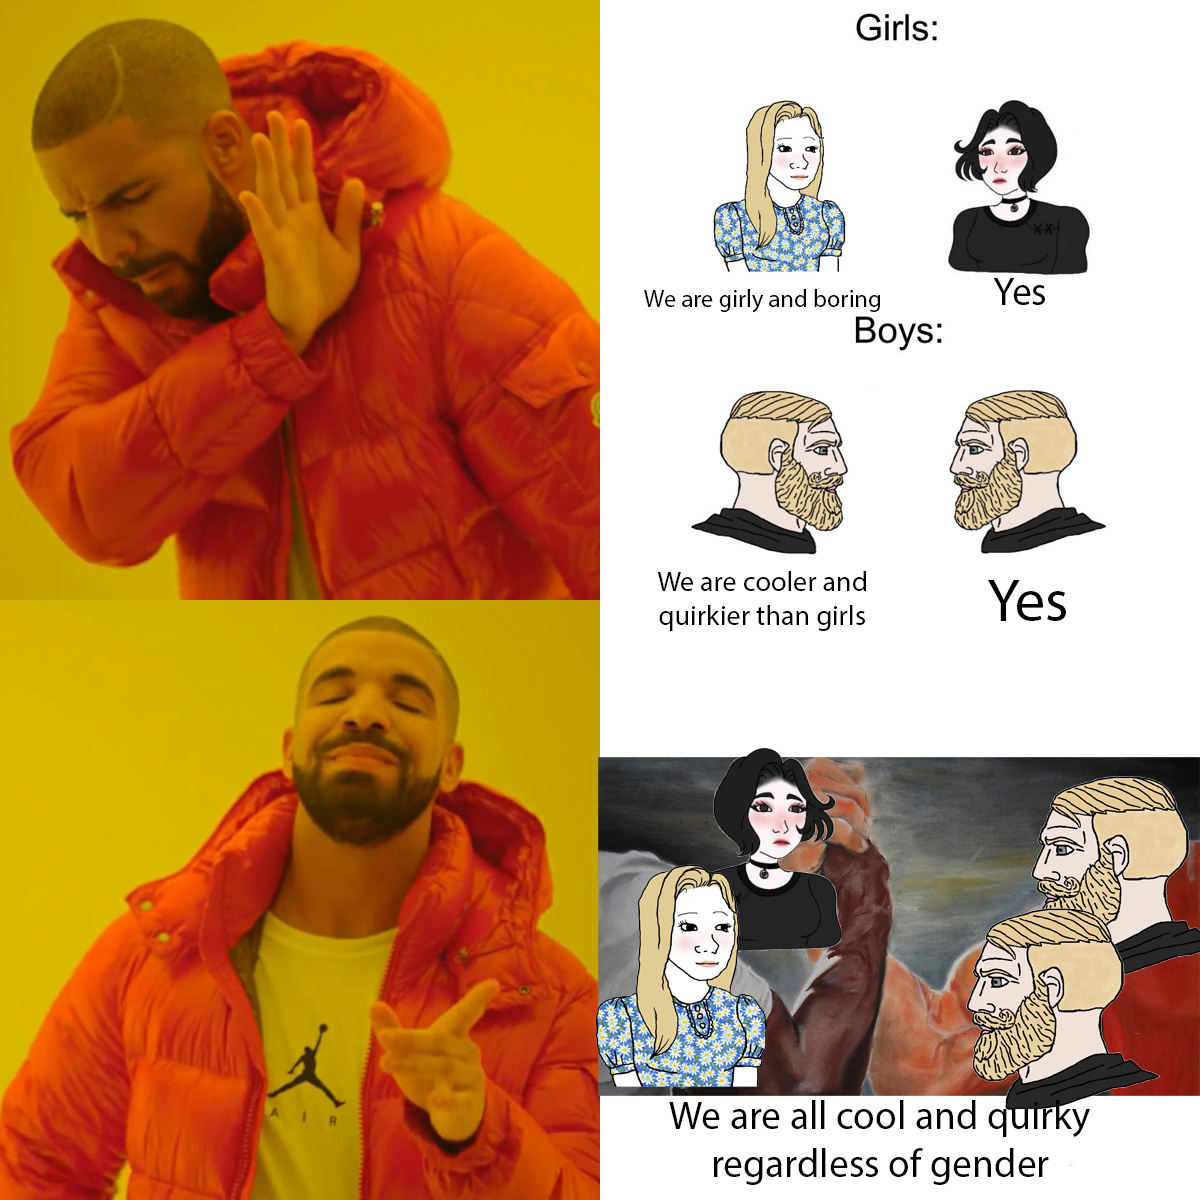 Girls:
We are girly and boring
Yes
Boys:
We are cooler and
quirkier than girls
Yes
AIR
We are all cool and quirky
regardless of gender